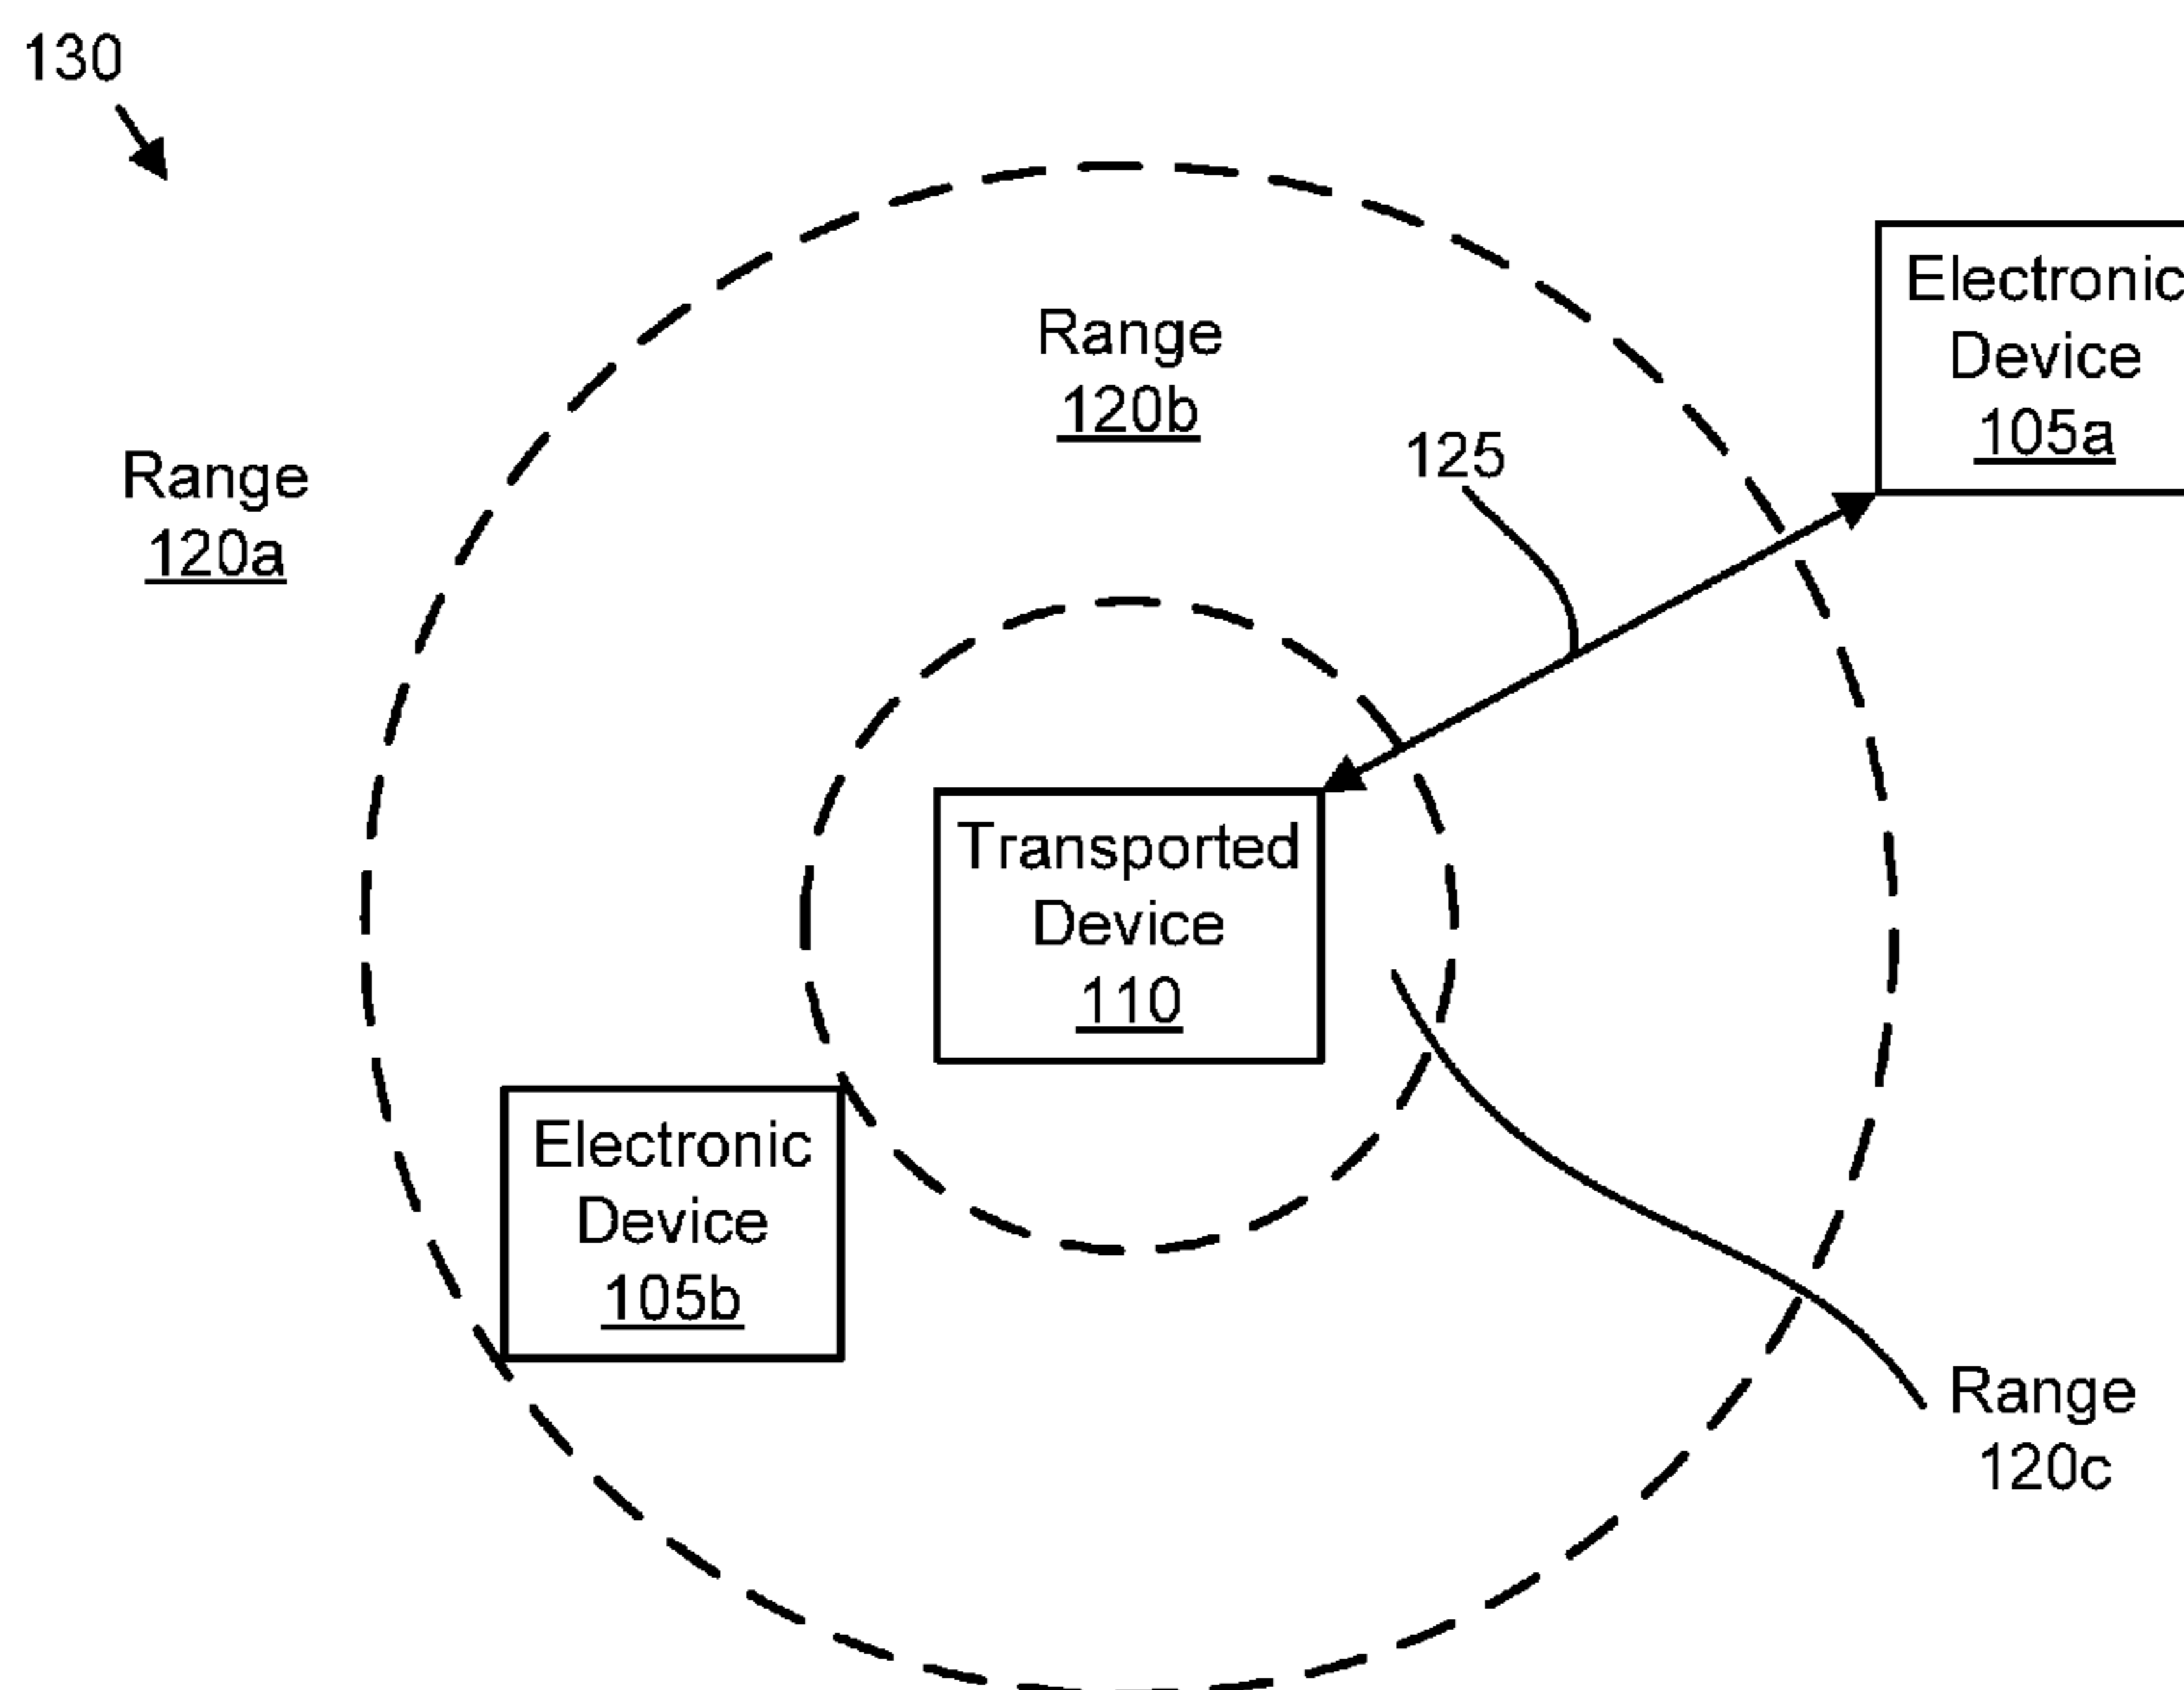 130
Range
120a
Range
120b
125
Electronic
Device
105a
Transported
Device
110
Electronic
Device
105b
Range
120c